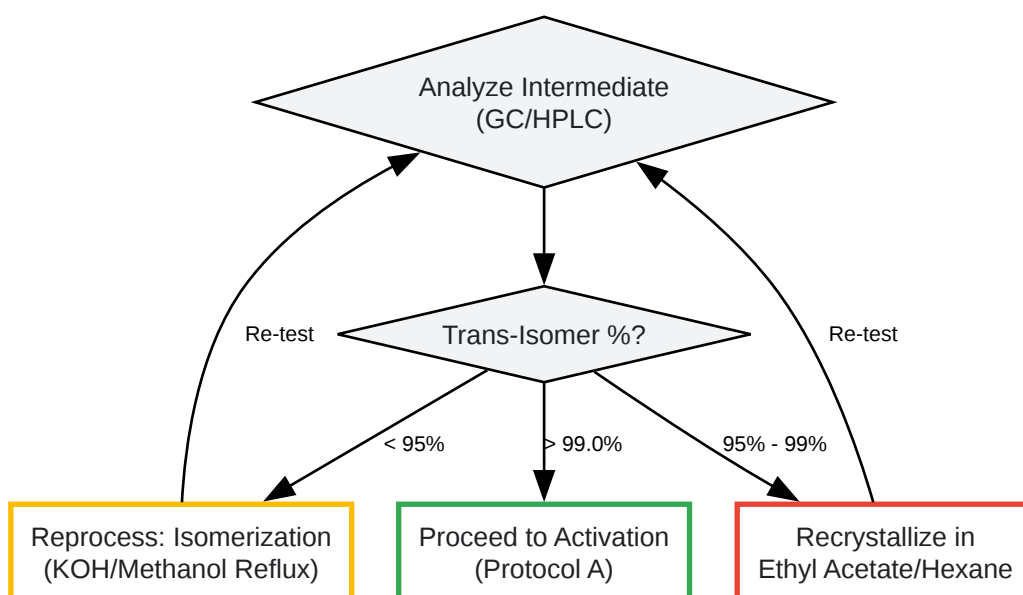 Analyze Intermediate
(GC/HPLC)
Re-test
Trans-Isomer %?
Re-test
< 95%
> 99.0%
95% - 99%
Reprocess: Isomerization
(KOH/Methanol Reflux)
Proceed to Activation
(Protocol A)
Recrystallize in
Ethyl Acetate/Hexane